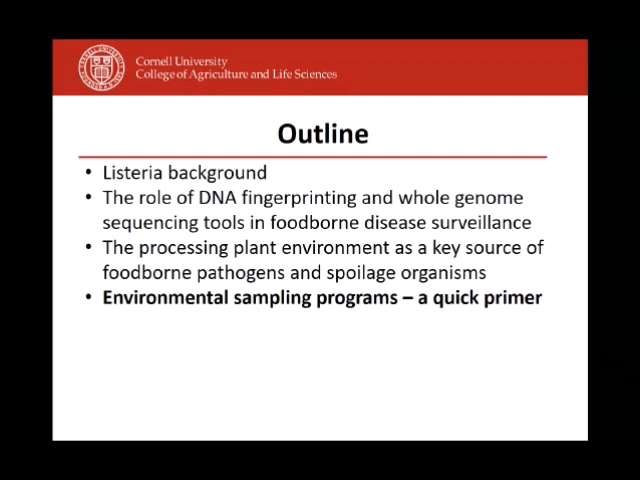 Cornell University
College of Agriculture and Life Sciences
Outline
• Listeria background
• The role of DNA fingerprinting and whole genome
sequencing tools in foodborne disease surveillance
• The processing plant environment as a key source of
foodborne pathogens and spoilage organisms
• Environmental sampling programs – a quick primer